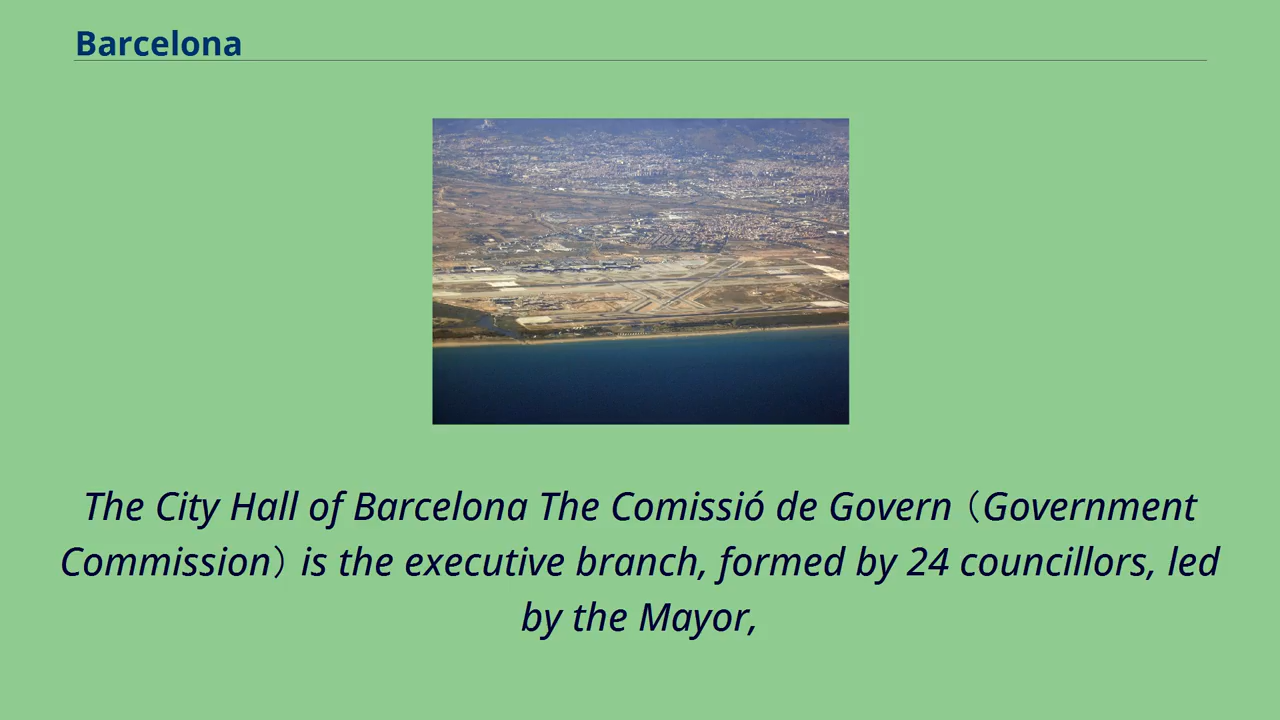 Barcelona
The City Hall of Barcelona The Comissió de Govern（Government
Commission）is the executive branch, formed by 24 councillors, led
by the Mayor,